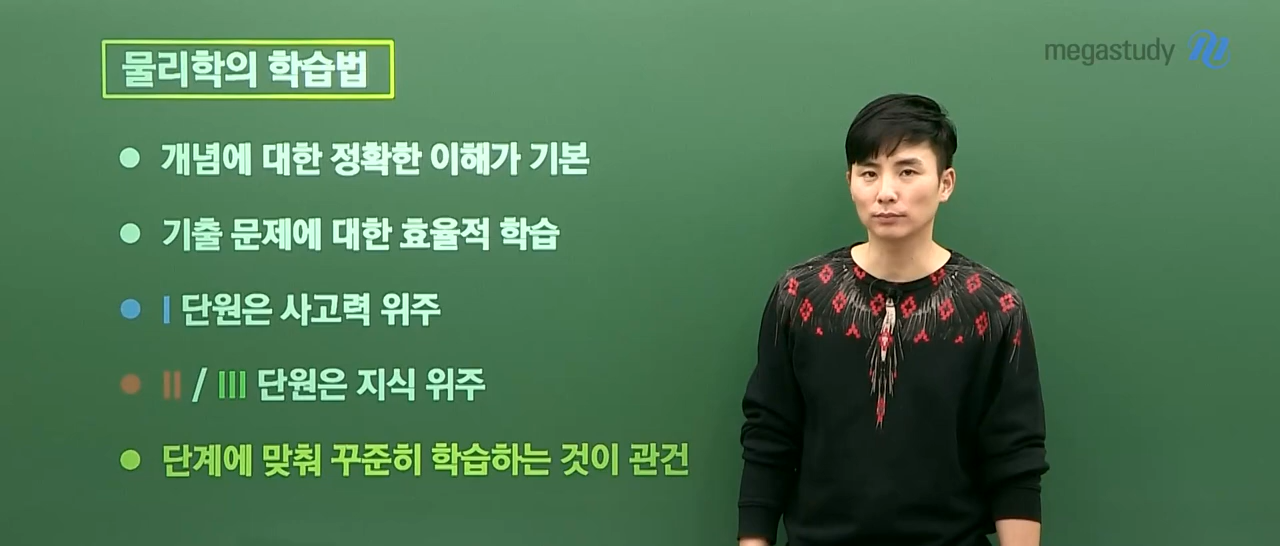 물리학의 학습법
megastudy
개념에 대한 정확한 이해가 기본
기출 문제에 대한 효율적 학습
I 단원은 사고력 위주
II / III 단원은 지식 위주
단계에 맞춰 꾸준히 학습하는 것이 관건